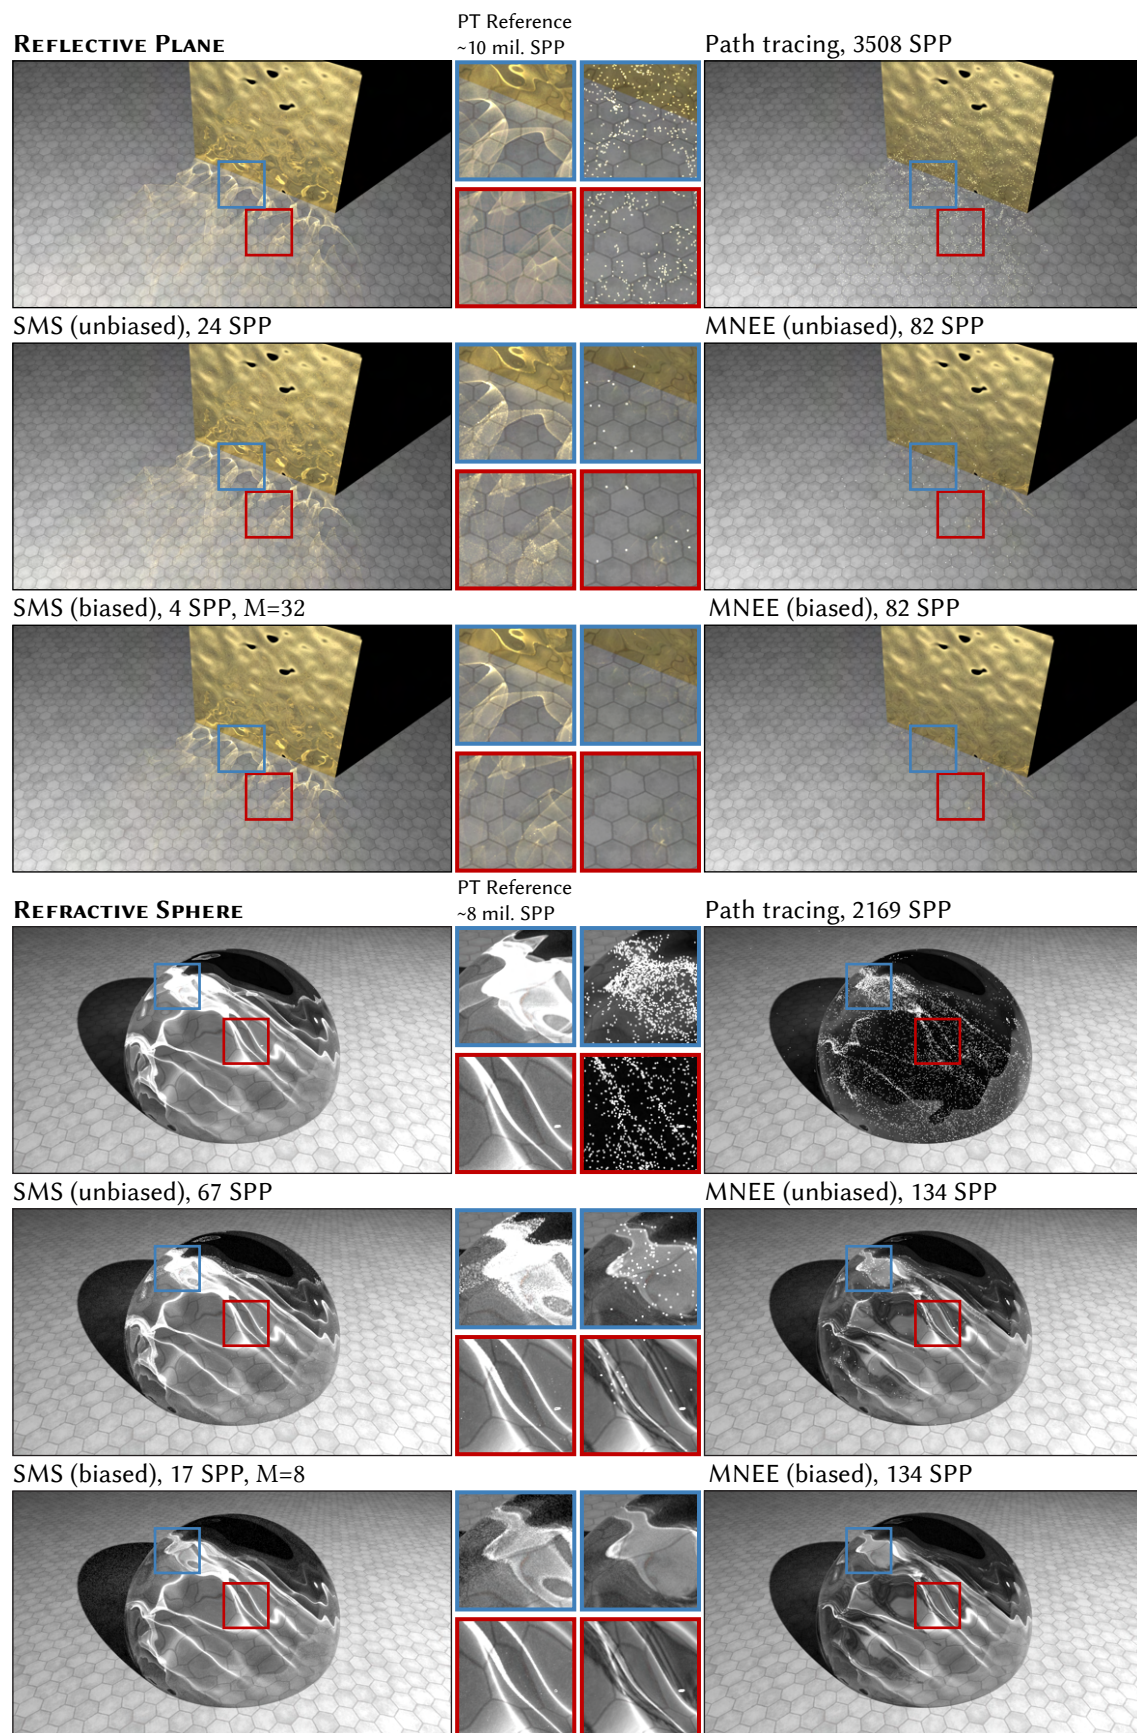 REFLECTIVE PLANE
PT Reference
~10 mil. SPP
Path tracing, 3508 SPP
SMS (unbiased), 24 SPP
MNEE (unbiased), 82 SPP
SMS (biased), 4 SPP, M=32
MNEE (biased), 82 SPP
REFRACTIVE SPHERE
PT Reference
~8 mil. SPP
Path tracing, 2169 SPP
SMS (unbiased), 67 SPP
MNEE (unbiased), 134 SPP
SMS (biased), 17 SPP, M=8
MNEE (biased), 134 SPP